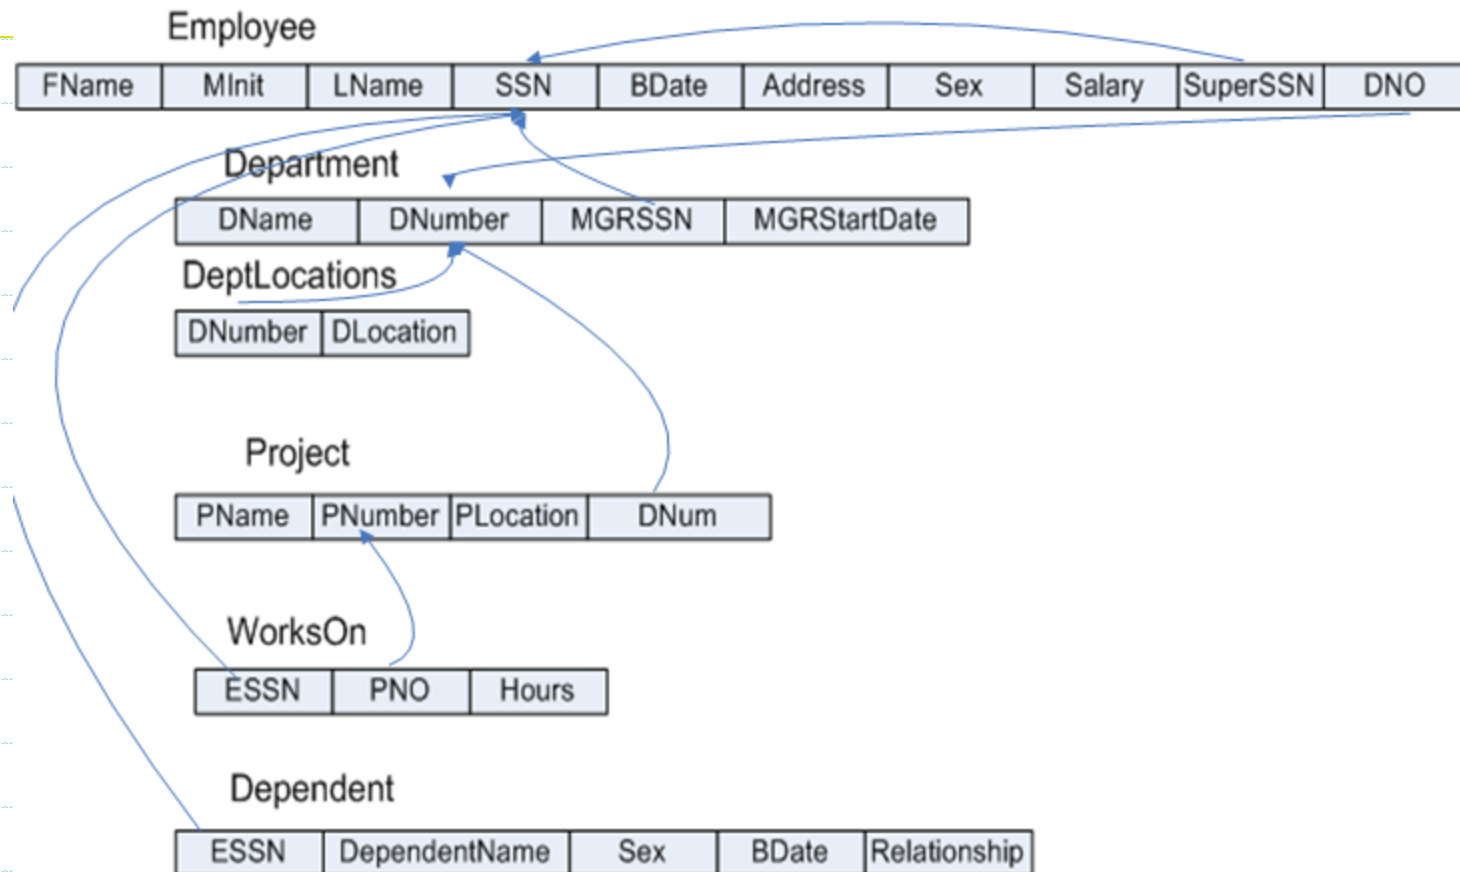 Employee
FName MInit LName SSN BDate Address Sex Salary SuperSSN DNO
Department
DName DNumber MGRSSN MGRStartDate
DeptLocations
DNumber DLocation
Project
PName PNumber PLocation DNum
WorksOn
ESSN PNO Hours
Dependent
ESSN DependentName Sex BDate Relationship